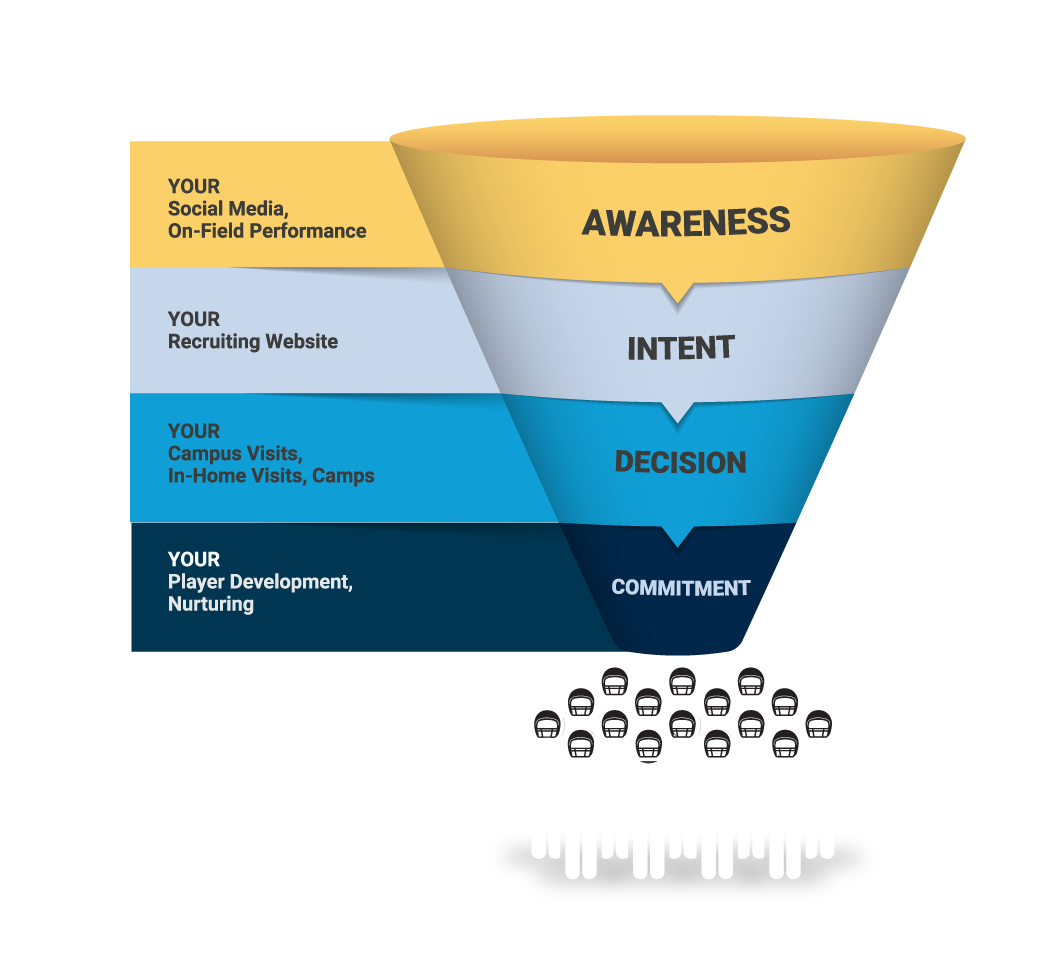 YOUR
Social Media,
On-Field Performance
AWARENESS
YOUR
Recruiting Website
INTENT
YOUR
Campus Visits,
In-Home Visits, Camps
DECISION
YOUR
Player Development,
Nurturing
COMMITMENT